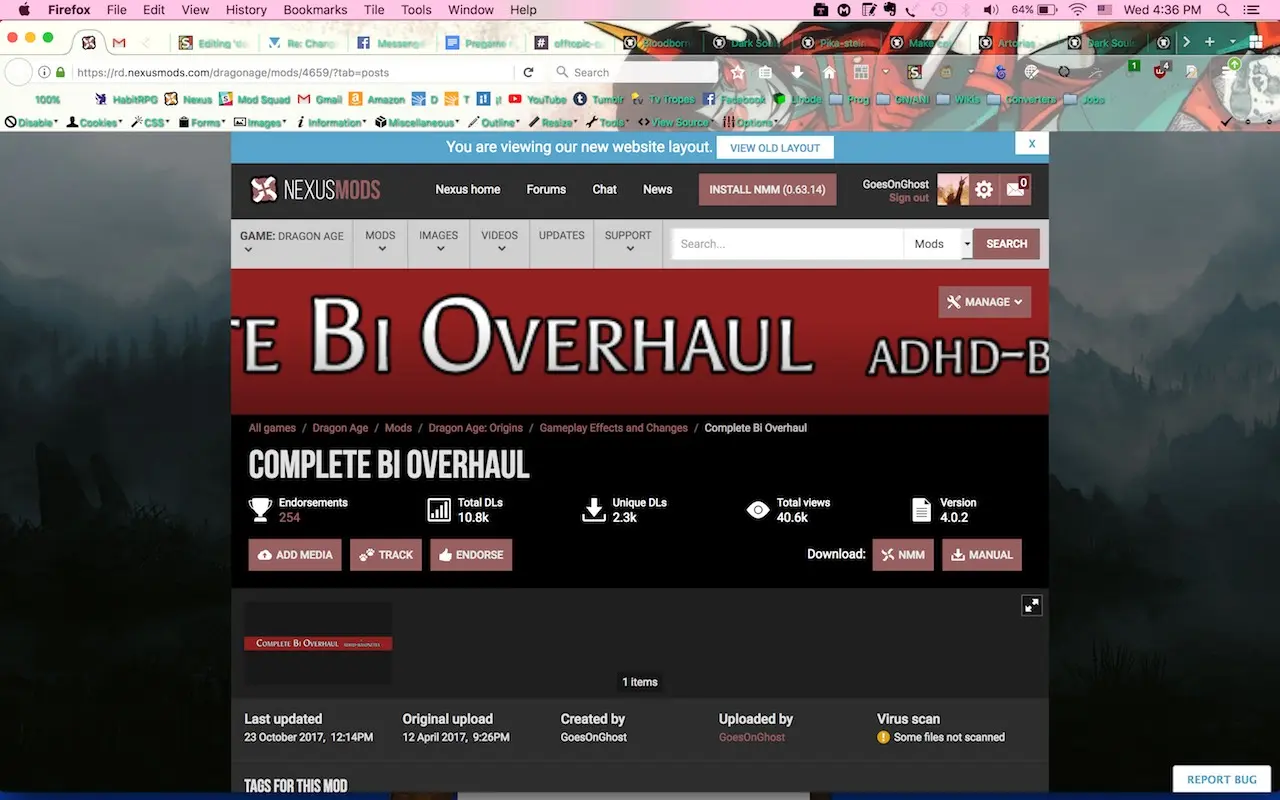 Firefox File Edit View History Bookmarks Tile Tools Window Help 64% Wed 4:36 PM
Editing 'de Re: Chang Messenge Pregame r offtopic-a Bloodborn Dark Soul Pika-stein Make co Artorias Dark Souls
https://rd.nexusmods.com/dragonage/mods/4659/?tab=posts Search 1 4
100% HabitRPG Nexus Mod Squad Gmail Amazon D T YouTube Tumblr Tv Tropes Facebook Linode Prog GN/ANI Wikis Converters Jobs
Disable Cookies CSS Forms Images Information Miscellaneous Outline Resize Tools View Source Options
You are viewing our new website layout. VIEW OLD LAYOUT X
NEXUSMODS Nexus home Forums Chat News INSTALL NMM (0.63.14) GoesOnGhost 0
Sign out
GAME: DRAGON AGE MODS IMAGES VIDEOS UPDATES SUPPORT Search... Mods SEARCH
MANAGE
TE BI OVERHAUL ADHD-B
All games / Dragon Age / Mods / Dragon Age: Origins / Gameplay Effects and Changes / Complete Bi Overhaul
COMPLETE BI OVERHAUL
Endorsements Total DLs Unique DLs Total views Version
254 10.8k 2.3k 40.6k 4.0.2
ADD MEDIA TRACK ENDORSE Download: NMM MANUAL
COMPLETE BI OVERHAUL
1 items
Last updated Original upload Created by Uploaded by Virus scan
23 October 2017, 12:14PM 12 April 2017, 9:26PM GoesOnGhost GoesOnGhost Some files not scanned
TAGS FOR THIS MOD
REPORT BUG